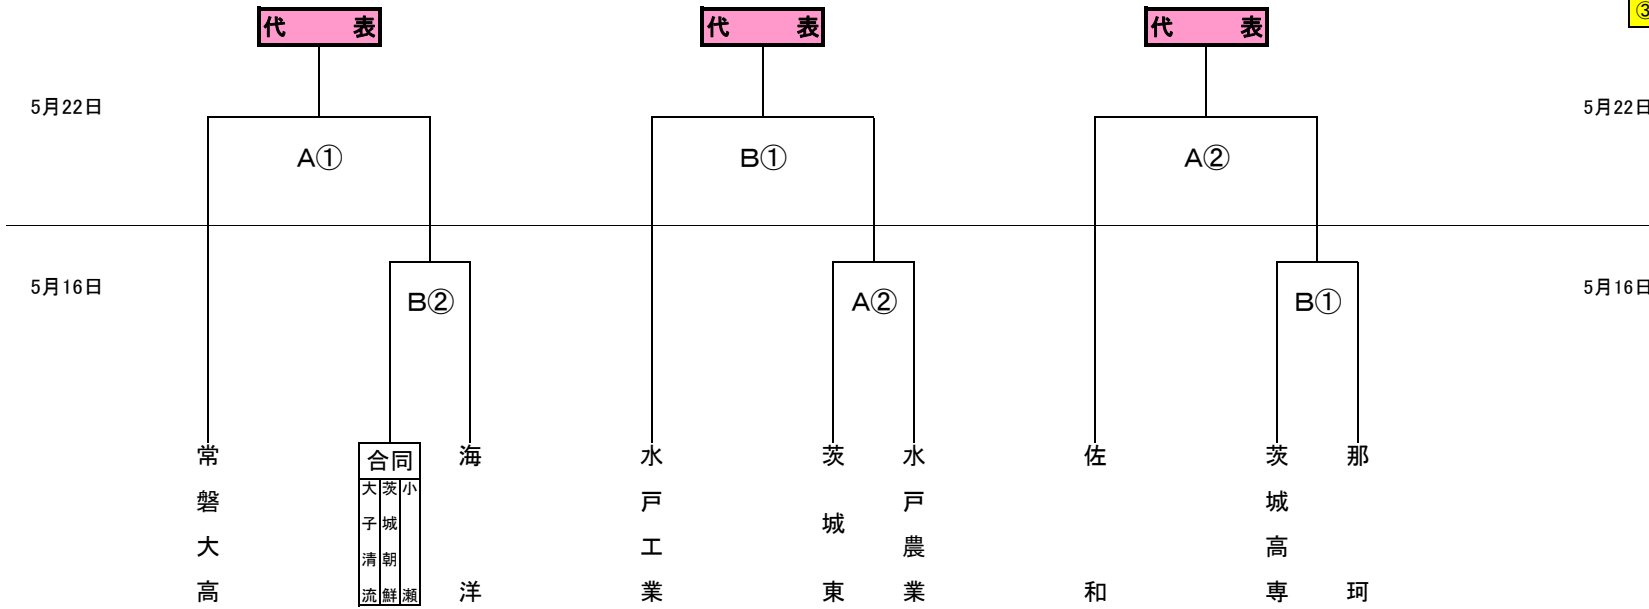 代 表
代 表
代 表
③
5月22日
5月22日
A①
B①
A②
5月16日
5月16日
B②
A②
B①
常磐大高
合同
大子清流
茨城朝鮮
小瀬
海洋
水戸工業
茨城東
水戸農業
佐和
茨城高専
那珂